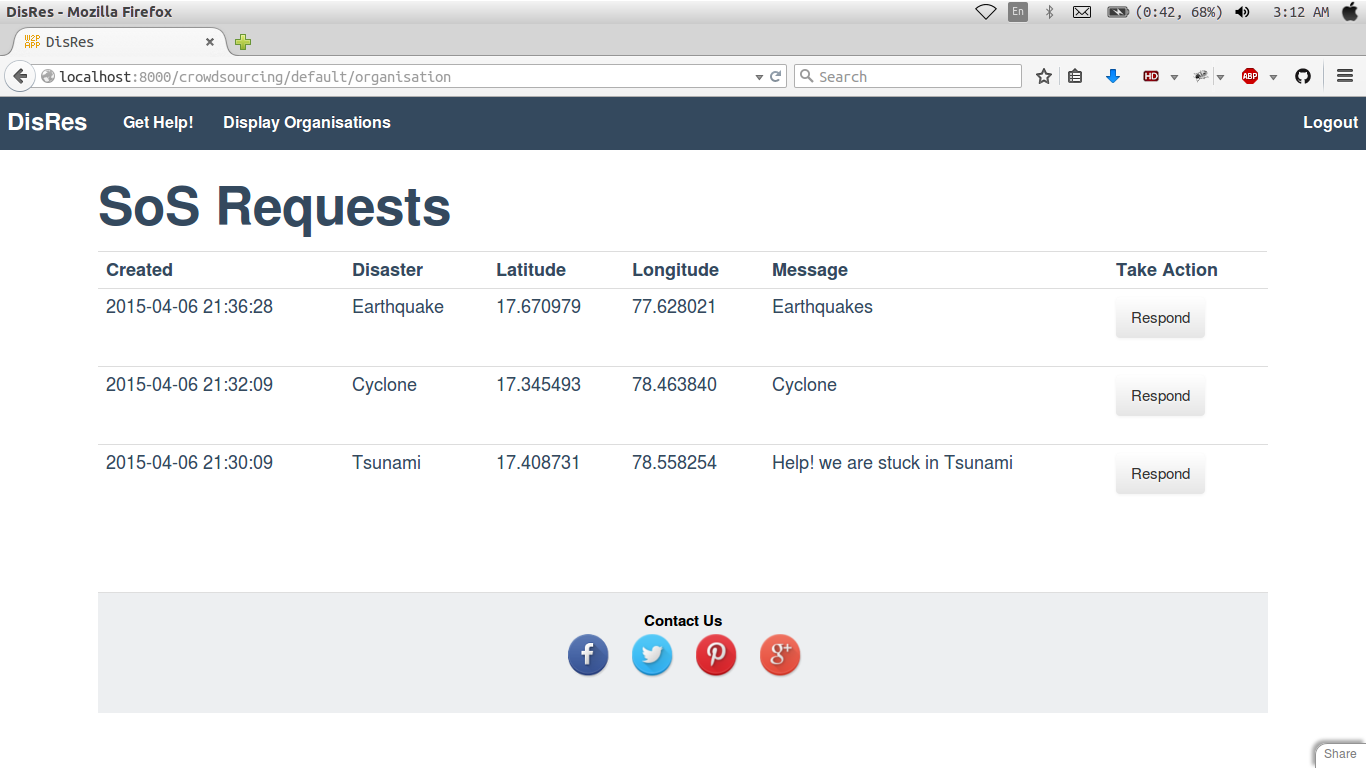 DisRes - Mozilla Firefox En (0:42, 68%) 3:12 AM
W2P APP DisRes
localhost:8000/crowdsourcing/default/organisation Search HD ABP
DisRes Get Help! Display Organisations Logout
SoS Requests
Created Disaster Latitude Longitude Message Take Action
2015-04-06 21:36:28 Earthquake 17.670979 77.628021 Earthquakes Respond
2015-04-06 21:32:09 Cyclone 17.345493 78.463840 Cyclone Respond
2015-04-06 21:30:09 Tsunami 17.408731 78.558254 Help! we are stuck in Tsunami Respond
Contact Us
f g+
Share